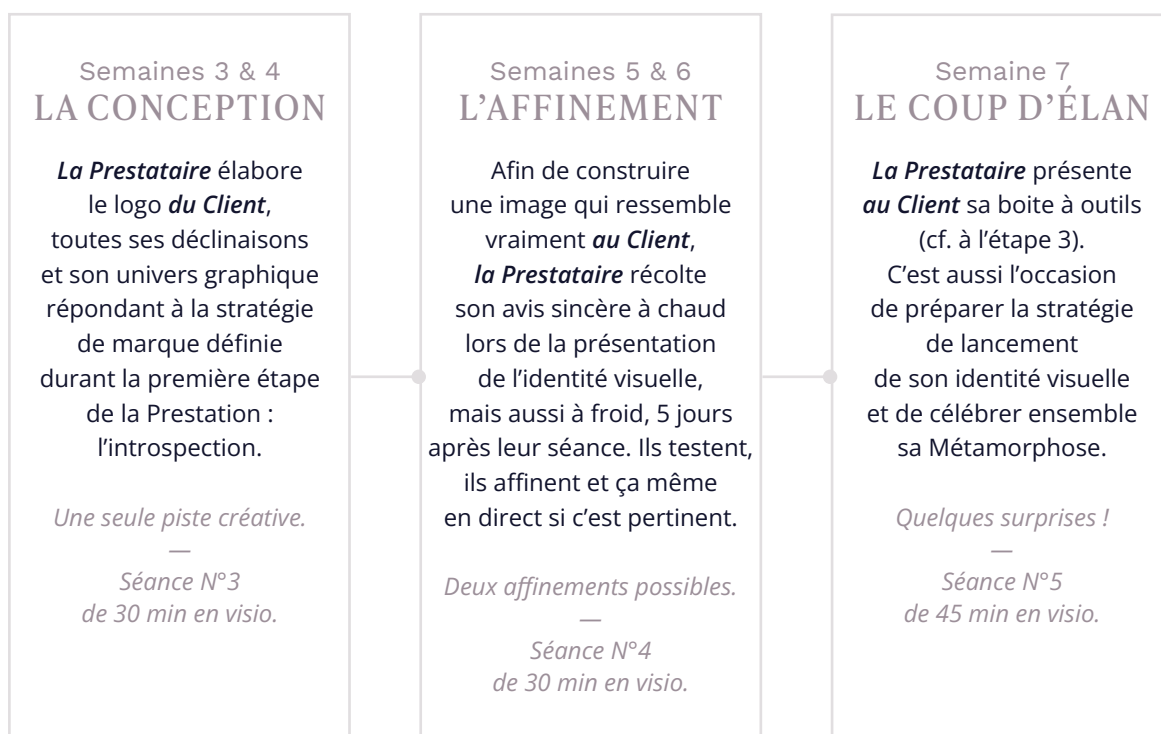 Semaines 3 & 4
LA CONCEPTION
La Prestataire élabore
le logo du Client,
toutes ses déclinaisons
et son univers graphique
répondant à la stratégie
de marque définie
durant la première étape
de la Prestation :
l’introspection.
Une seule piste créative.
—
Séance N°3
de 30 min en visio.
Semaines 5 & 6
L’AFFINEMENT
Afin de construire
une image qui ressemble
vraiment au Client,
la Prestataire récolte
son avis sincère à chaud
lors de la présentation
de l’identité visuelle,
mais aussi à froid, 5 jours
après leur séance. Ils testent,
ils affinent et ça même
en direct si c’est pertinent.
Deux affinements possibles.
—
Séance N°4
de 30 min en visio.
Semaine 7
LE COUP D’ÉLAN
La Prestataire présente
au Client sa boite à outils
(cf. à l’étape 3).
C’est aussi l’occasion
de préparer la stratégie
de lancement
de son identité visuelle
et de célébrer ensemble
sa Métamorphose.
Quelques surprises !
—
Séance N°5
de 45 min en visio.